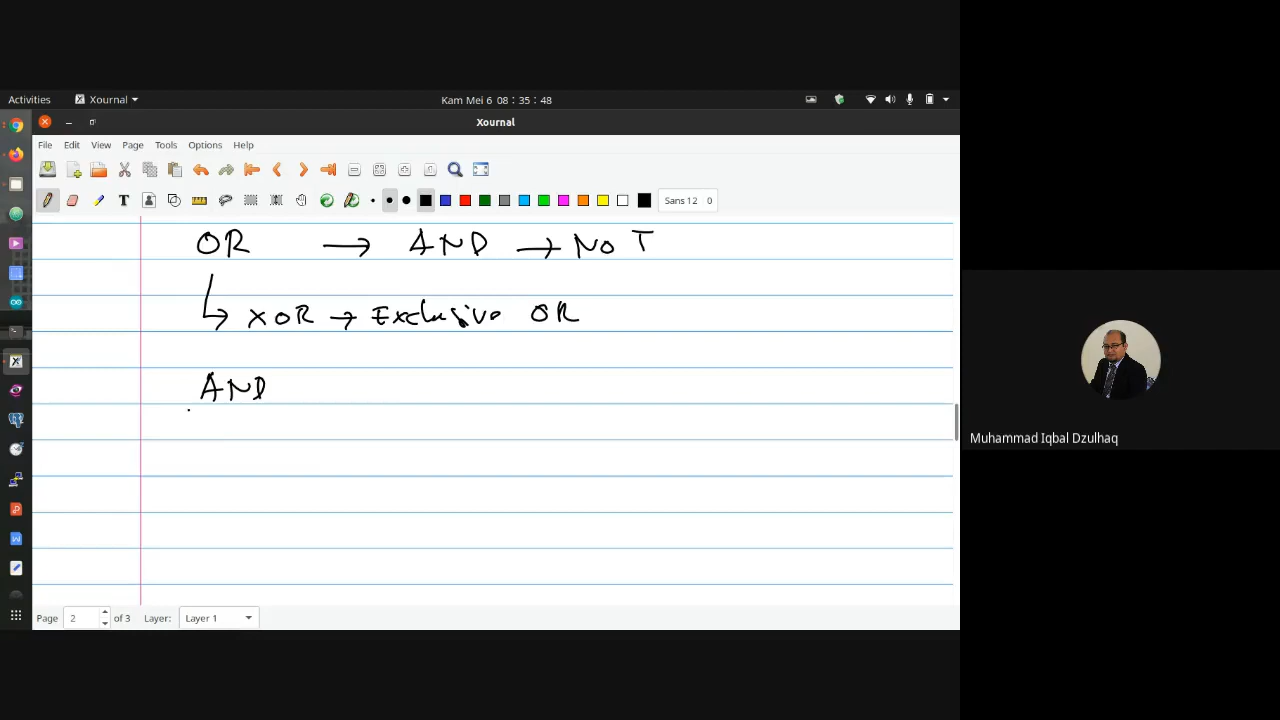 Activities Xournal Kam Mei 6 08:35:48
Xournal
File Edit View Page Tools Options Help
Sans 12 0
OR → AND → NOT
↳ XOR → Exclusive OR
AND
Muhammad Iqbal Dzulhaq
Page 2 of 3 Layer: Layer 1